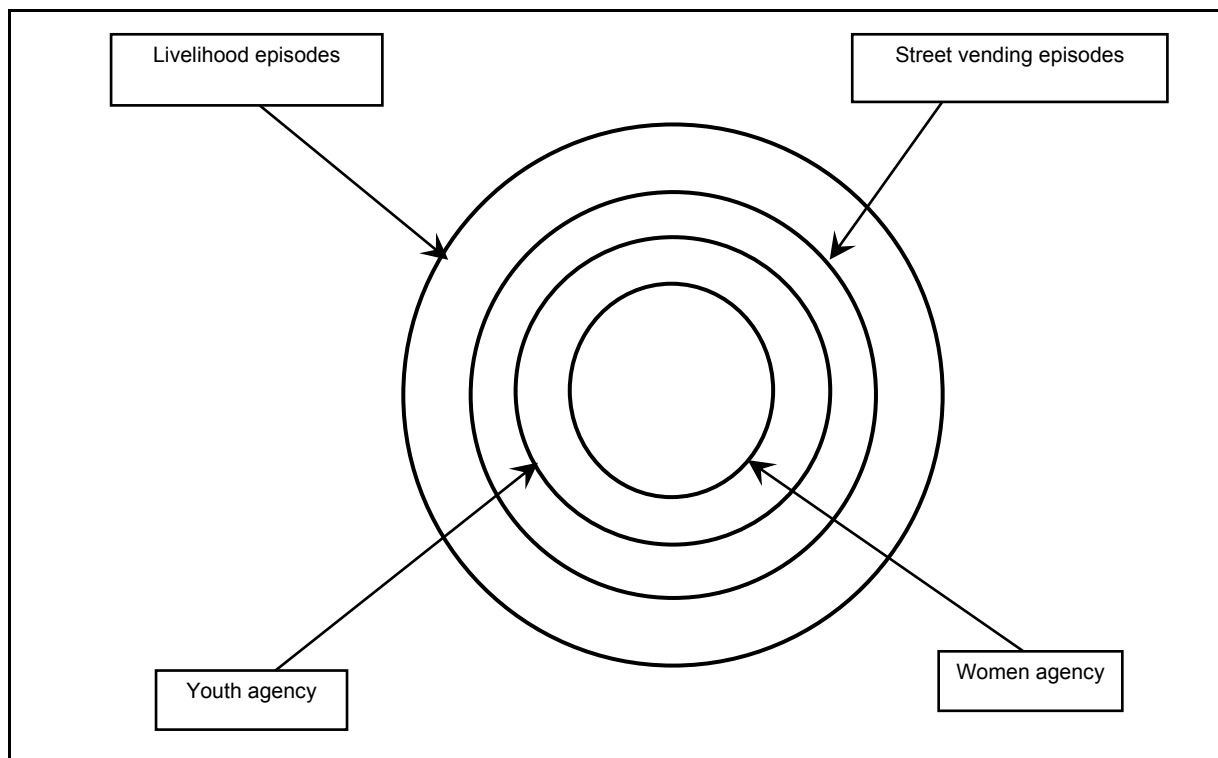 Livelihood episodes
Street vending episodes
Youth agency
Women agency